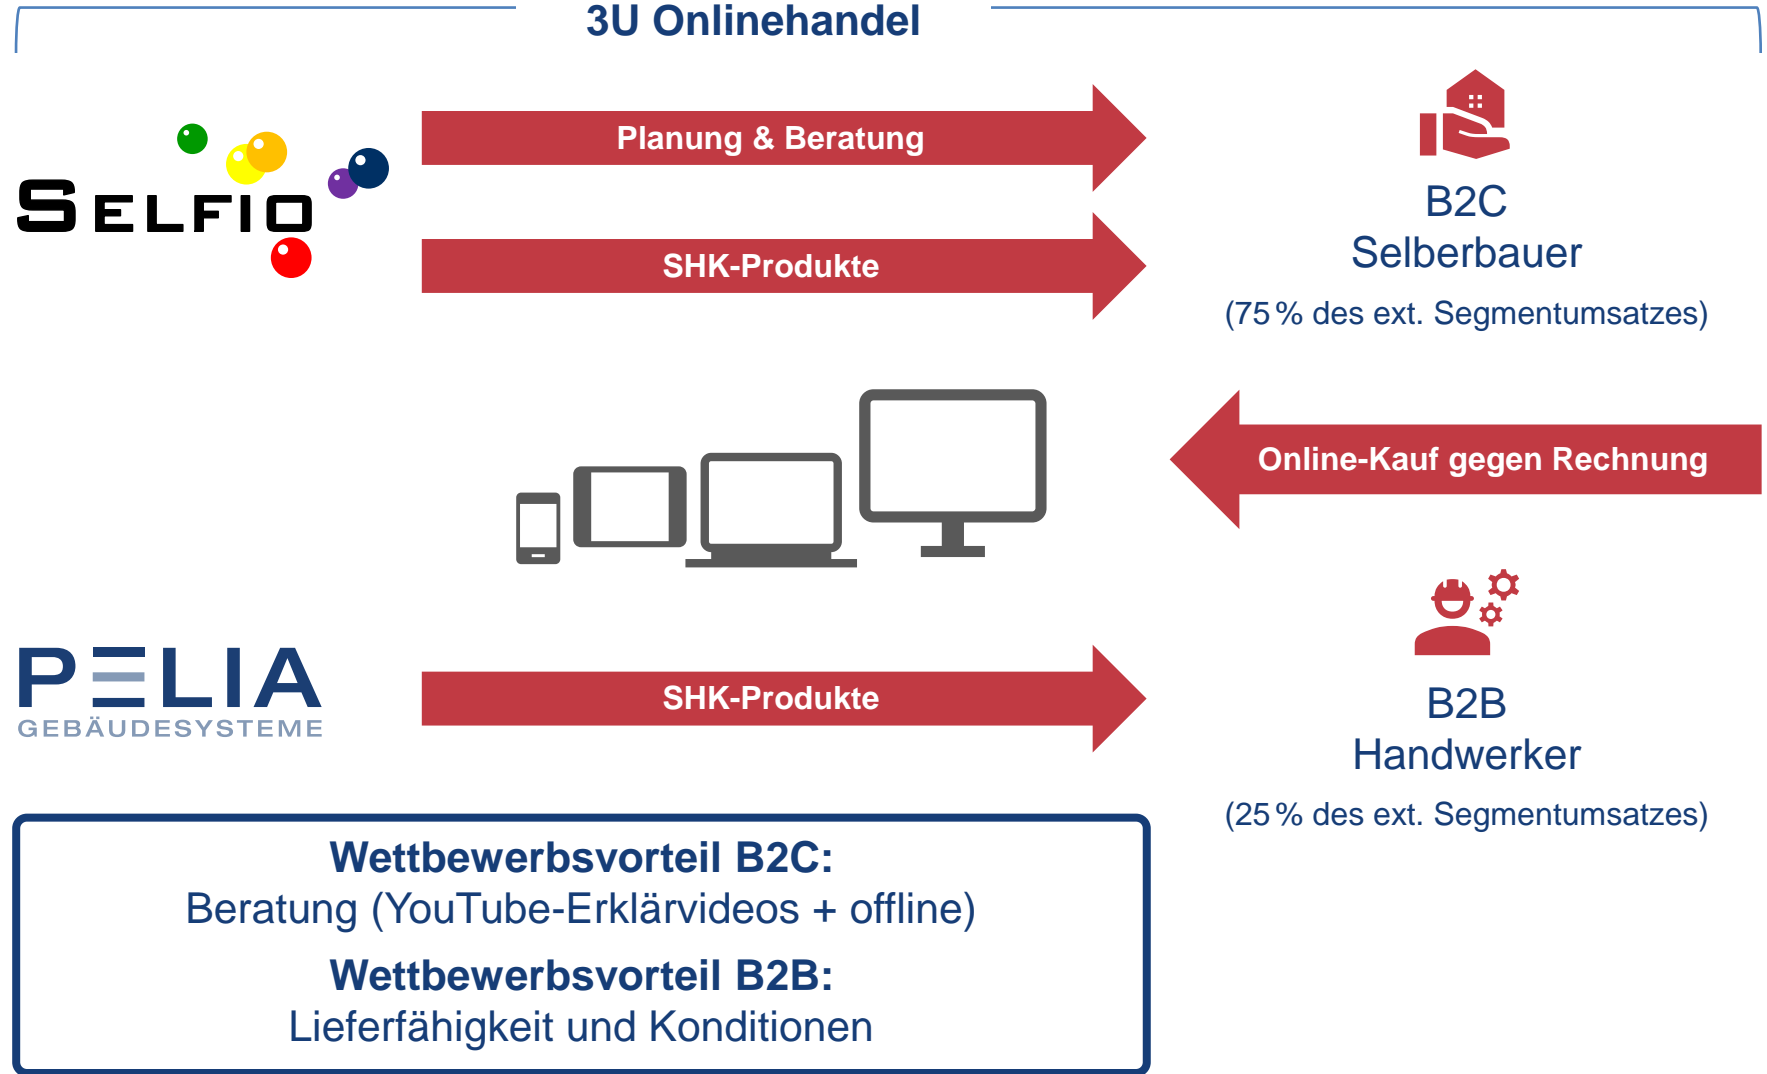 3U Onlinehandel
SELFIO
Planung & Beratung
SHK-Produkte
B2C
Selberbauer
(75 % des ext. Segmentumsatzes)
Online-Kauf gegen Rechnung
PELIA
GEBÄUDESYSTEME
SHK-Produkte
B2B
Handwerker
(25 % des ext. Segmentumsatzes)
Wettbewerbsvorteil B2C:
Beratung (YouTube-Erklärvideos + offline)
Wettbewerbsvorteil B2B:
Lieferfähigkeit und Konditionen